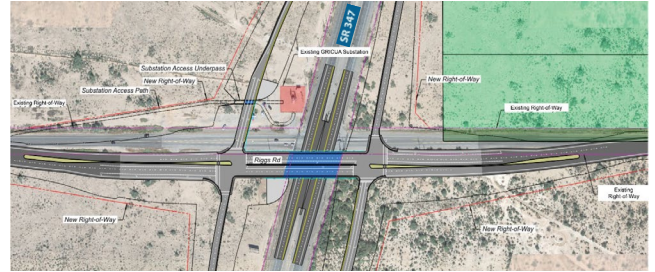 SR 347
Existing GRICUA Substation
Substation Access Underpass
New Right-of-Way
Substation Access Path
Existing Right-of-Way
New Right-of-Way
Existing Right-of-Way
Riggs Rd
Existing
Right-of-Way
New Right-of-Way
New Right-of-Way